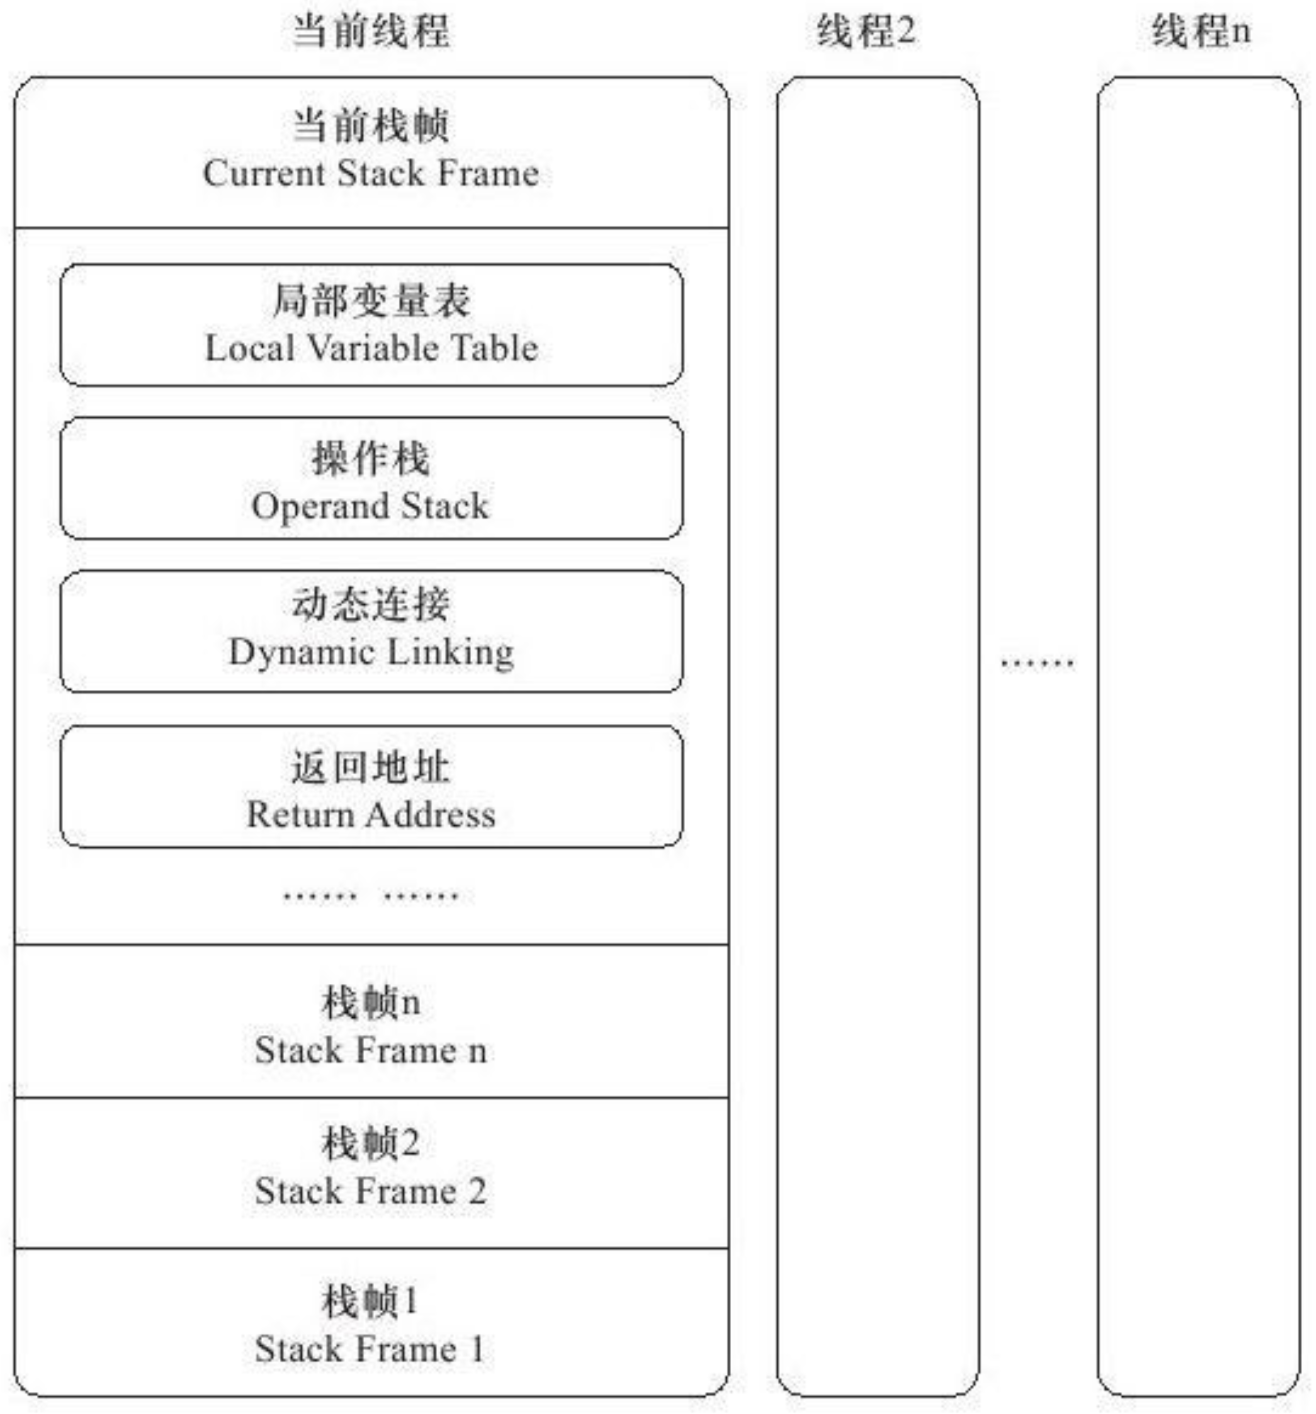 当前线程
线程2
线程n
当前栈帧
Current Stack Frame
局部变量表
Local Variable Table
操作栈
Operand Stack
动态连接
Dynamic Linking
……
返回地址
Return Address
…… ……
栈帧n
Stack Frame n
栈帧2
Stack Frame 2
栈帧1
Stack Frame 1